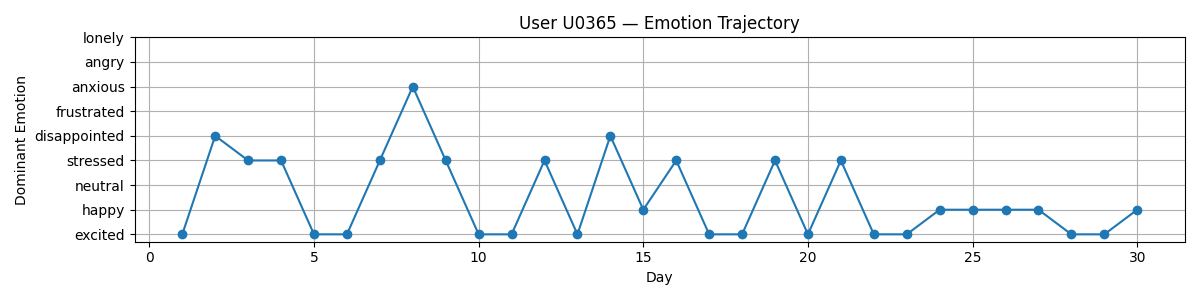 User U0365 — Emotion Trajectory
lonely
angry
anxious
frustrated
disappointed
stressed
neutral
happy
excited
Dominant Emotion
0 5 10 15 20 25 30
Day